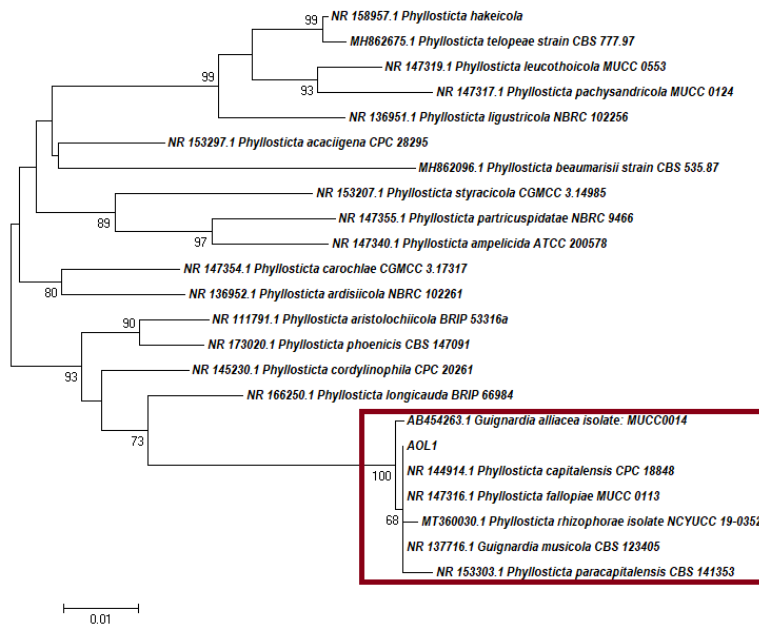 99
NR 158957.1 Phyllosticta hakeicola
MH862675.1 Phyllosticta telopeae strain CBS 777.97
NR 147319.1 Phyllosticta leucothoicola MUCC 0553
99
93
NR 147317.1 Phyllosticta pachysandricola MUCC 0124
NR 136951.1 Phyllosticta ligustricola NBRC 102256
NR 153297.1 Phyllosticta acaciigena CPC 28295
MH862096.1 Phyllosticta beaumarisii strain CBS 535.87
NR 153207.1 Phyllosticta styracicola CGMCC 3.14985
89
NR 147355.1 Phyllosticta partricuspidatae NBRC 9466
97
NR 147340.1 Phyllosticta ampelicida ATCC 200578
NR 147354.1 Phyllosticta carochlae CGMCC 3.17317
80
NR 136952.1 Phyllosticta ardisiicola NBRC 102261
NR 111791.1 Phyllosticta aristolochiicola BRIP 53316a
90
NR 173020.1 Phyllosticta phoenicis CBS 147091
93
NR 145230.1 Phyllosticta cordylinophila CPC 20261
NR 166250.1 Phyllosticta longicauda BRIP 66984
73
AB454263.1 Guignardia alliacea isolate: MUCC0014
AOL1
100
NR 144914.1 Phyllosticta capitalensis CPC 18848
NR 147316.1 Phyllosticta fallopiae MUCC 0113
68
MT360030.1 Phyllosticta rhizophorae isolate NCYUCC 19-0352
NR 137716.1 Guignardia musicola CBS 123405
NR 153303.1 Phyllosticta paracapitalensis CBS 141353
0.01